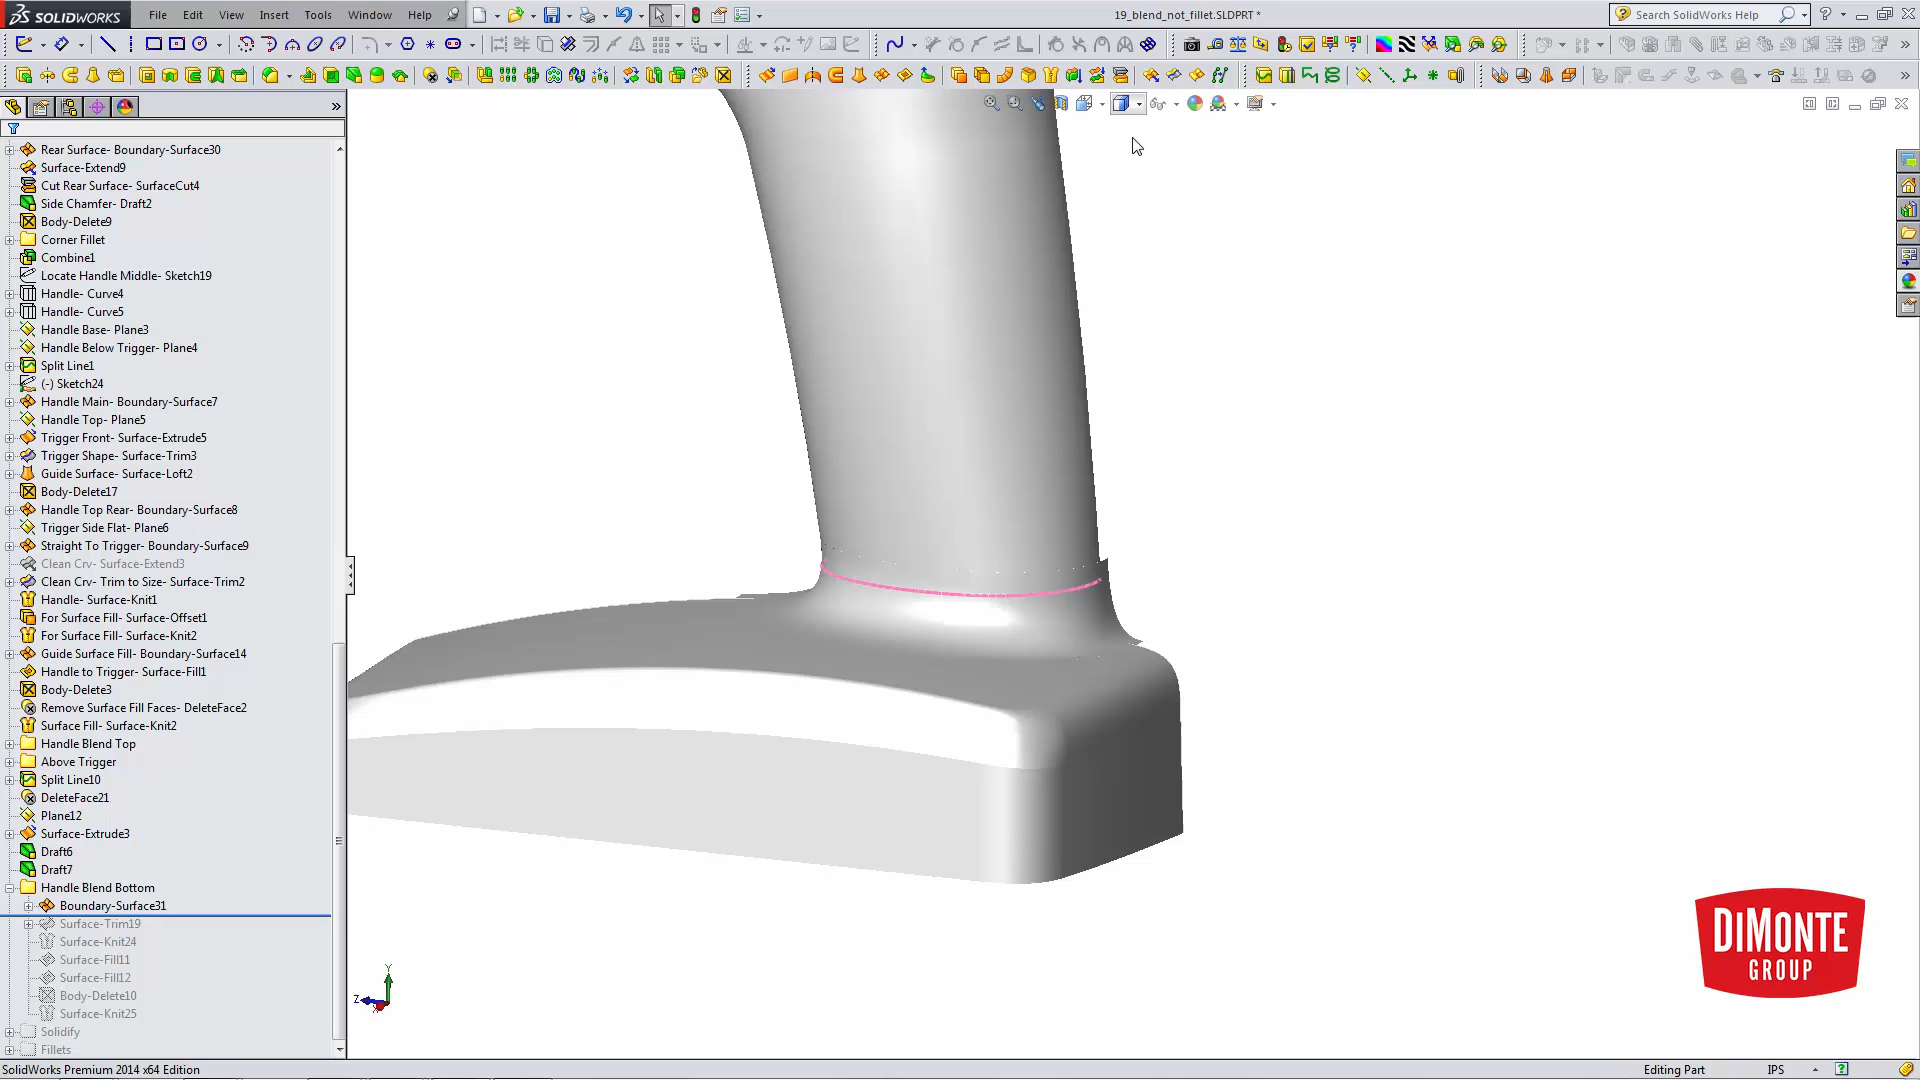 SOLIDWORKS
File Edit View Insert Tools Window Help
19_blend_not_fillet.SLDPRT *
Search SolidWorks Help
Rear Surface- Boundary-Surface30
Surface-Extend9
Cut Rear Surface- SurfaceCut4
Side Chamfer- Draft2
Body-Delete9
Corner Fillet
Combine1
Locate Handle Middle- Sketch19
Handle- Curve4
Handle- Curve5
Handle Base- Plane3
Handle Below Trigger- Plane4
Split Line1
(-) Sketch24
Handle Main- Boundary-Surface7
Handle Top- Plane5
Trigger Front- Surface-Extrude5
Trigger Shape- Surface-Trim3
Guide Surface- Surface-Loft2
Body-Delete17
Handle Top Rear- Boundary-Surface8
Trigger Side Flat- Plane6
Straight To Trigger- Boundary-Surface9
Clean Crv- Surface-Extend3
Clean Crv- Trim to Size- Surface-Trim2
Handle- Surface-Knit1
For Surface Fill- Surface-Offset1
For Surface Fill- Surface-Knit2
Guide Surface Fill- Boundary-Surface14
Handle to Trigger- Surface-Fill1
Body-Delete3
Remove Surface Fill Faces- DeleteFace2
Surface Fill- Surface-Knit2
Handle Blend Top
Above Trigger
Split Line10
DeleteFace21
Plane12
Surface-Extrude3
Draft6
Draft7
Handle Blend Bottom
Boundary-Surface31
Surface-Trim19
Surface-Knit24
Surface-Fill11
Surface-Fill12
Body-Delete10
Surface-Knit25
Solidify
Fillets
Y
Z
X
DIMONTE
GROUP
SolidWorks Premium 2014 x64 Edition
Editing Part
IPS